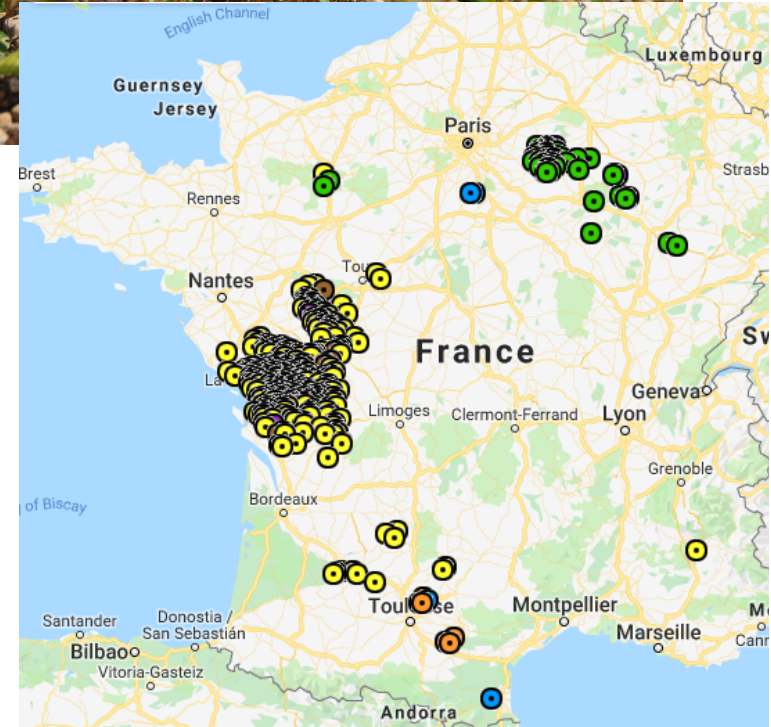 English Channel
Luxembourg
Guernsey
Jersey
Paris
Brest
Strasb
Rennes
Nantes
Tou
France
Sw
La
Limoges
Clermont-Ferrand
Geneva
Lyon
Grenoble
of Biscay
Bordeaux
Toul se
Montpellier
Santander
Donostia /
San Sebastián
Marseille
M
Cann
Bilbao
Vitoria-Gasteiz
Andorra